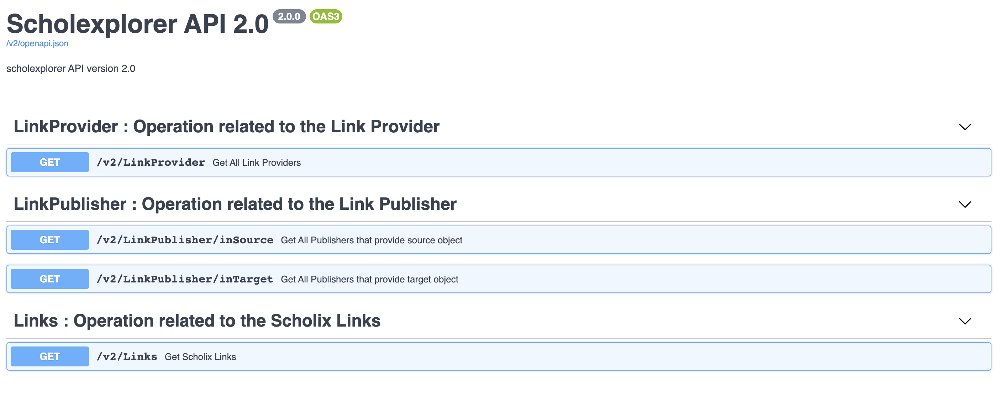 Scholexplorer API 2.0 2.0.0 OAS3
/v2/openapi.json
scholexplorer API version 2.0
LinkProvider : Operation related to the Link Provider
GET /v2/LinkProvider Get All Link Providers
LinkPublisher : Operation related to the Link Publisher
GET /v2/LinkPublisher/inSource Get All Publishers that provide source object
GET /v2/LinkPublisher/inTarget Get All Publishers that provide target object
Links : Operation related to the Scholix Links
GET /v2/Links Get Scholix Links